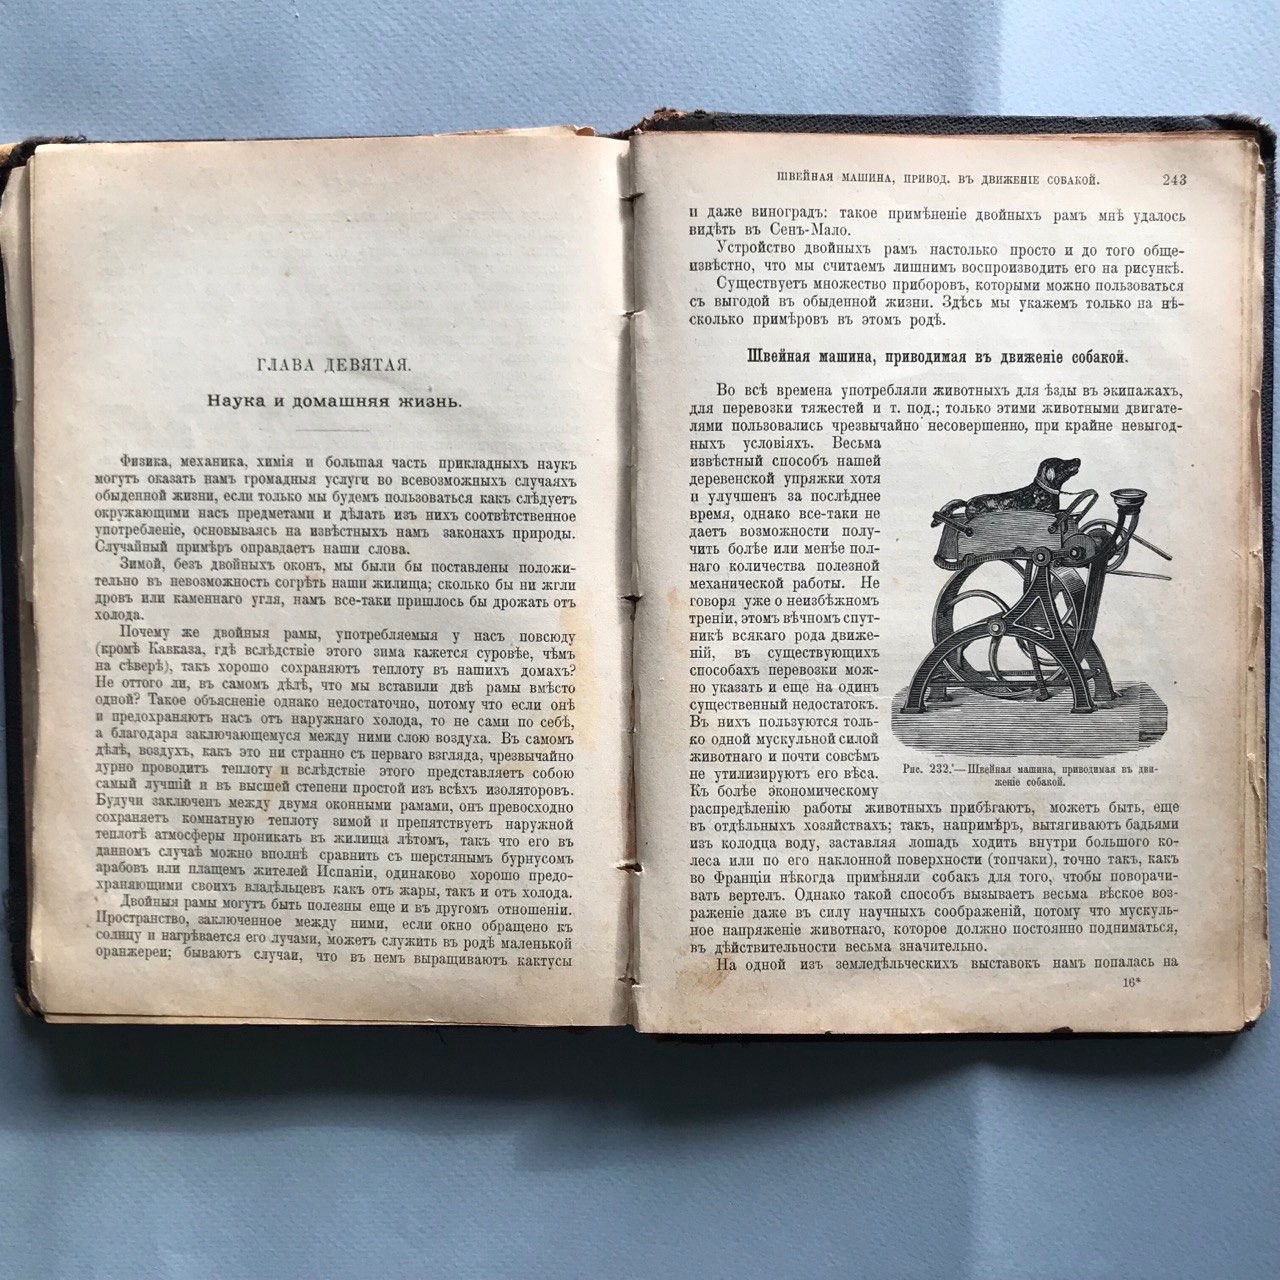 ГЛАВА ДЕВЯТАЯ.
Наука и домашняя жизнь.
Физика, механика, химія и большая часть прикладныхъ наукъ
могутъ оказать намъ громадныя услуги во всевозможныхъ случаяхъ
обыденной жизни, если только мы будемъ пользоваться какъ слѣдуетъ
окружающими насъ предметами и дѣлать изъ нихъ соотвѣтственное
употребленіе, основываясь на извѣстныхъ намъ законахъ природы.
Случайный примѣръ оправдаетъ наши слова.
Зимой, безъ двойныхъ оконъ, мы были бы поставлены положи-
тельно въ невозможность согрѣть наши жилища; сколько бы ни жгли
дровъ или каменнаго угля, намъ все-таки пришлось бы дрожать отъ
холода.
Почему же двойныя рамы, употребляемыя у насъ повсюду
(кромѣ Кавказа, гдѣ вслѣдствіе этого зима кажется суровѣе, чѣмъ
на сѣверѣ), такъ хорошо сохраняютъ теплоту въ нашихъ домахъ?
Не оттого ли, въ самомъ дѣлѣ, что мы вставили двѣ рамы вмѣсто
одной? Такое объясненіе однако недостаточно, потому что если онѣ
и предохраняютъ насъ отъ наружнаго холода, то не сами по себѣ,
а благодаря заключающемуся между ними слою воздуха. Въ самомъ
дѣлѣ, воздухъ, какъ это ни странно съ перваго взгляда, чрезвычайно
дурно проводитъ теплоту и вслѣдствіе этого представляетъ собою
самый лучшій и въ высшей степени простой изъ всѣхъ изоляторовъ.
Будучи заключенъ между двумя оконными рамами, онъ превосходно
сохраняетъ комнатную теплоту зимой и препятствуетъ наружной
теплотѣ атмосферы проникать въ жилища лѣтомъ, такъ что его въ
данномъ случаѣ можно вполнѣ сравнить съ шерстянымъ бурнусомъ
арабовъ или плащемъ жителей Испаніи, одинаково хорошо предо-
храняющими своихъ владѣльцевъ какъ отъ жары, такъ и отъ холода.
Двойныя рамы могутъ быть полезны еще и въ другомъ отношеніи.
Пространство, заключенное между ними, если окно обращено къ
солнцу и нагрѣвается его лучами, можетъ служить въ родѣ маленькой
оранжереи; бываютъ случаи, что въ немъ выращиваютъ кактусы
ШВЕЙНАЯ МАШИНА, ПРИВОД. ВЪ ДВИЖЕНІЕ СОБАКОЙ. 243
и даже виноградъ: такое примѣненіе двойныхъ рамъ мнѣ удалось
видѣть въ Сенъ-Мало.
Устройство двойныхъ рамъ настолько просто и до того обще-
извѣстно, что мы считаемъ лишнимъ воспроизводить его на рисункѣ.
Существуетъ множество приборовъ, которыми можно пользоваться
съ выгодой въ обыденной жизни. Здѣсь мы укажемъ только на нѣ-
сколько примѣровъ въ этомъ родѣ.
Швейная машина, приводимая въ движеніе собакой.
Во всѣ времена употребляли животныхъ для ѣзды въ экипажахъ,
для перевозки тяжестей и т. под.; только этими животными двигате-
лями пользовались чрезвычайно несовершенно, при крайне невыгод-
ныхъ условіяхъ. Весьма
извѣстный способъ нашей
деревенской упряжки хотя
и улучшенъ за послѣднее
время, однако все-таки не
даетъ возможности полу-
чить болѣе или менѣе пол-
наго количества полезной
механической работы. Не
говоря уже о неизбѣжномъ
треніи, этомъ вѣчномъ спут-
никѣ всякаго рода движе-
ній, въ существующихъ
способахъ перевозки мож-
но указать и еще на одинъ
существенный недостатокъ.
Въ нихъ пользуются толь-
ко одной мускульной силой
животнаго и почти совсѣмъ
не утилизируютъ его вѣса.
Къ болѣе экономическому
Рис. 232.—Швейная машина, приводимая въ дви-
женіе собакой.
распредѣленію работы животныхъ прибѣгаютъ, можетъ быть, еще
въ отдѣльныхъ хозяйствахъ; такъ, напримѣръ, вытягиваютъ бадьями
изъ колодца воду, заставляя лошадь ходить внутри большого ко-
леса или по его наклонной поверхности (топчаки), точно такъ, какъ
во Франціи нѣкогда примѣняли собакъ для того, чтобы поворачи-
вать вертелъ. Однако такой способъ вызываетъ весьма вѣское воз-
раженіе даже въ силу научныхъ соображеній, потому что мускуль-
ное напряженіе животнаго, которое должно постоянно подниматься,
въ дѣйствительности весьма значительно.
На одной изъ земледѣльческихъ выставокъ намъ попалась на
16*